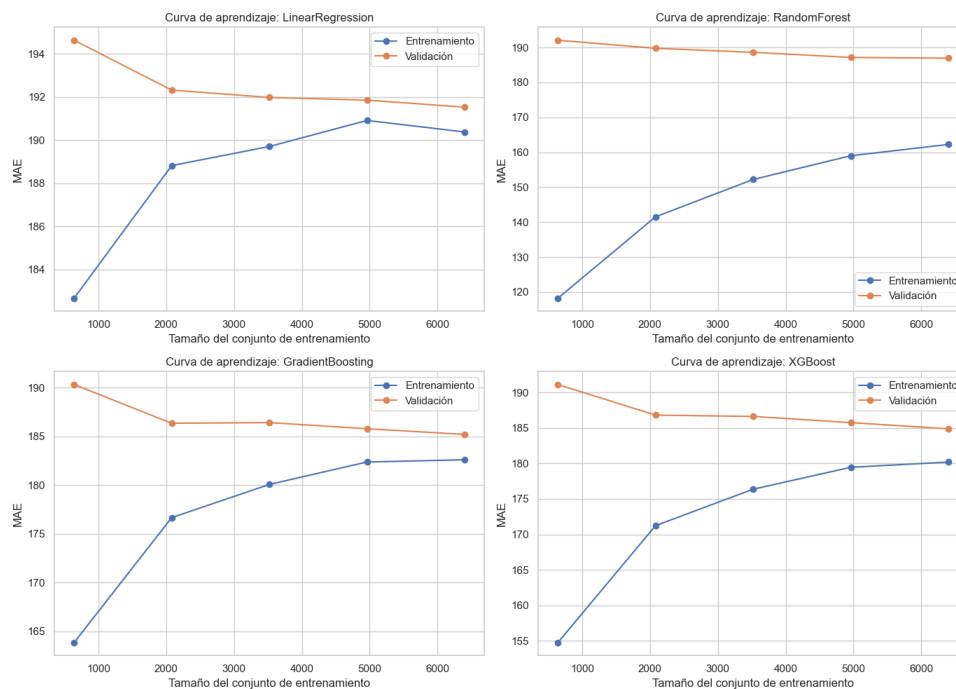 Curva de aprendizaje: LinearRegression
194
192
190
188
186
184
MAE
Entrenamiento
Validación
1000 2000 3000 4000 5000 6000
Tamaño del conjunto de entrenamiento
Curva de aprendizaje: RandomForest
190
180
170
160
150
140
130
120
MAE
Entrenamiento
Validación
1000 2000 3000 4000 5000 6000
Tamaño del conjunto de entrenamiento
Curva de aprendizaje: GradientBoosting
190
185
180
175
170
165
MAE
Entrenamiento
Validación
1000 2000 3000 4000 5000 6000
Tamaño del conjunto de entrenamiento
Curva de aprendizaje: XGBoost
190
185
180
175
170
165
160
155
MAE
Entrenamiento
Validación
1000 2000 3000 4000 5000 6000
Tamaño del conjunto de entrenamiento